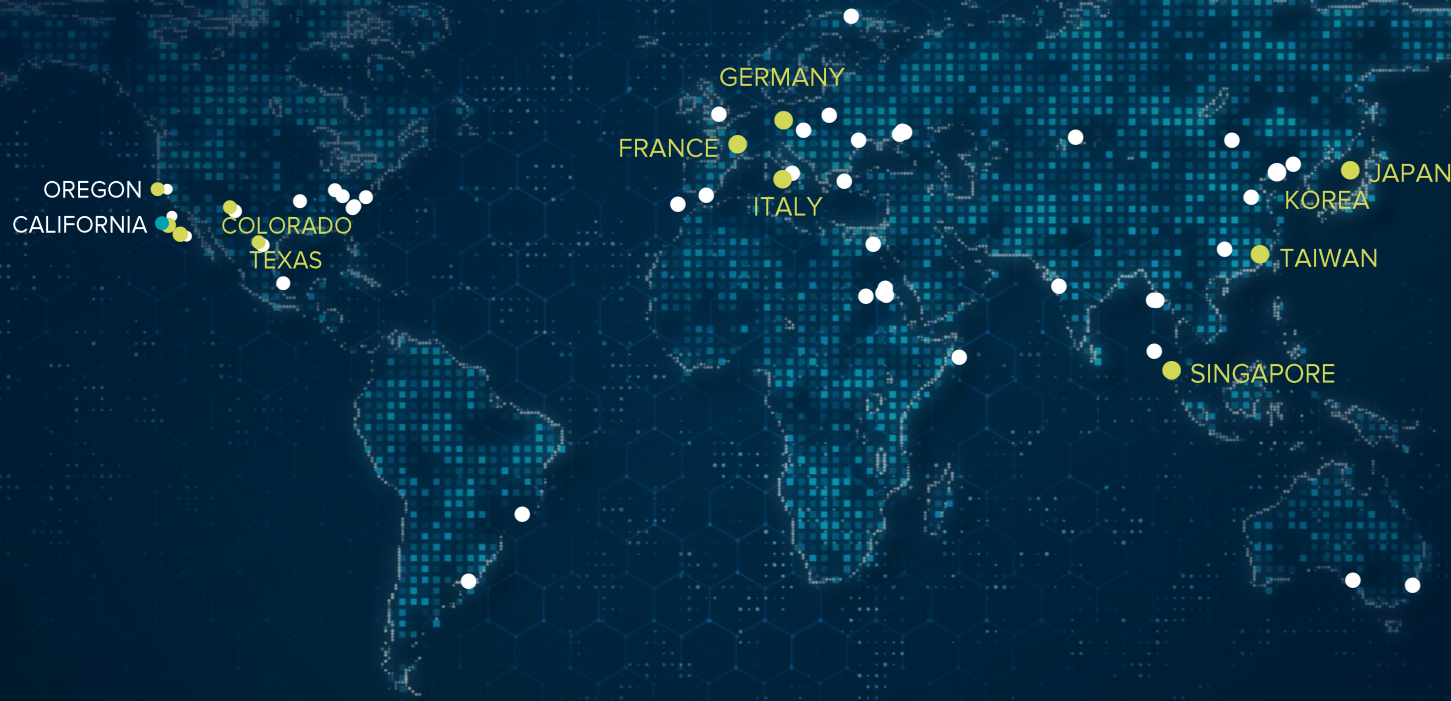 GERMANY
FRANCE
ITALY
OREGON
CALIFORNIA
COLORADO
TEXAS
JAPAN
KOREA
TAIWAN
SINGAPORE